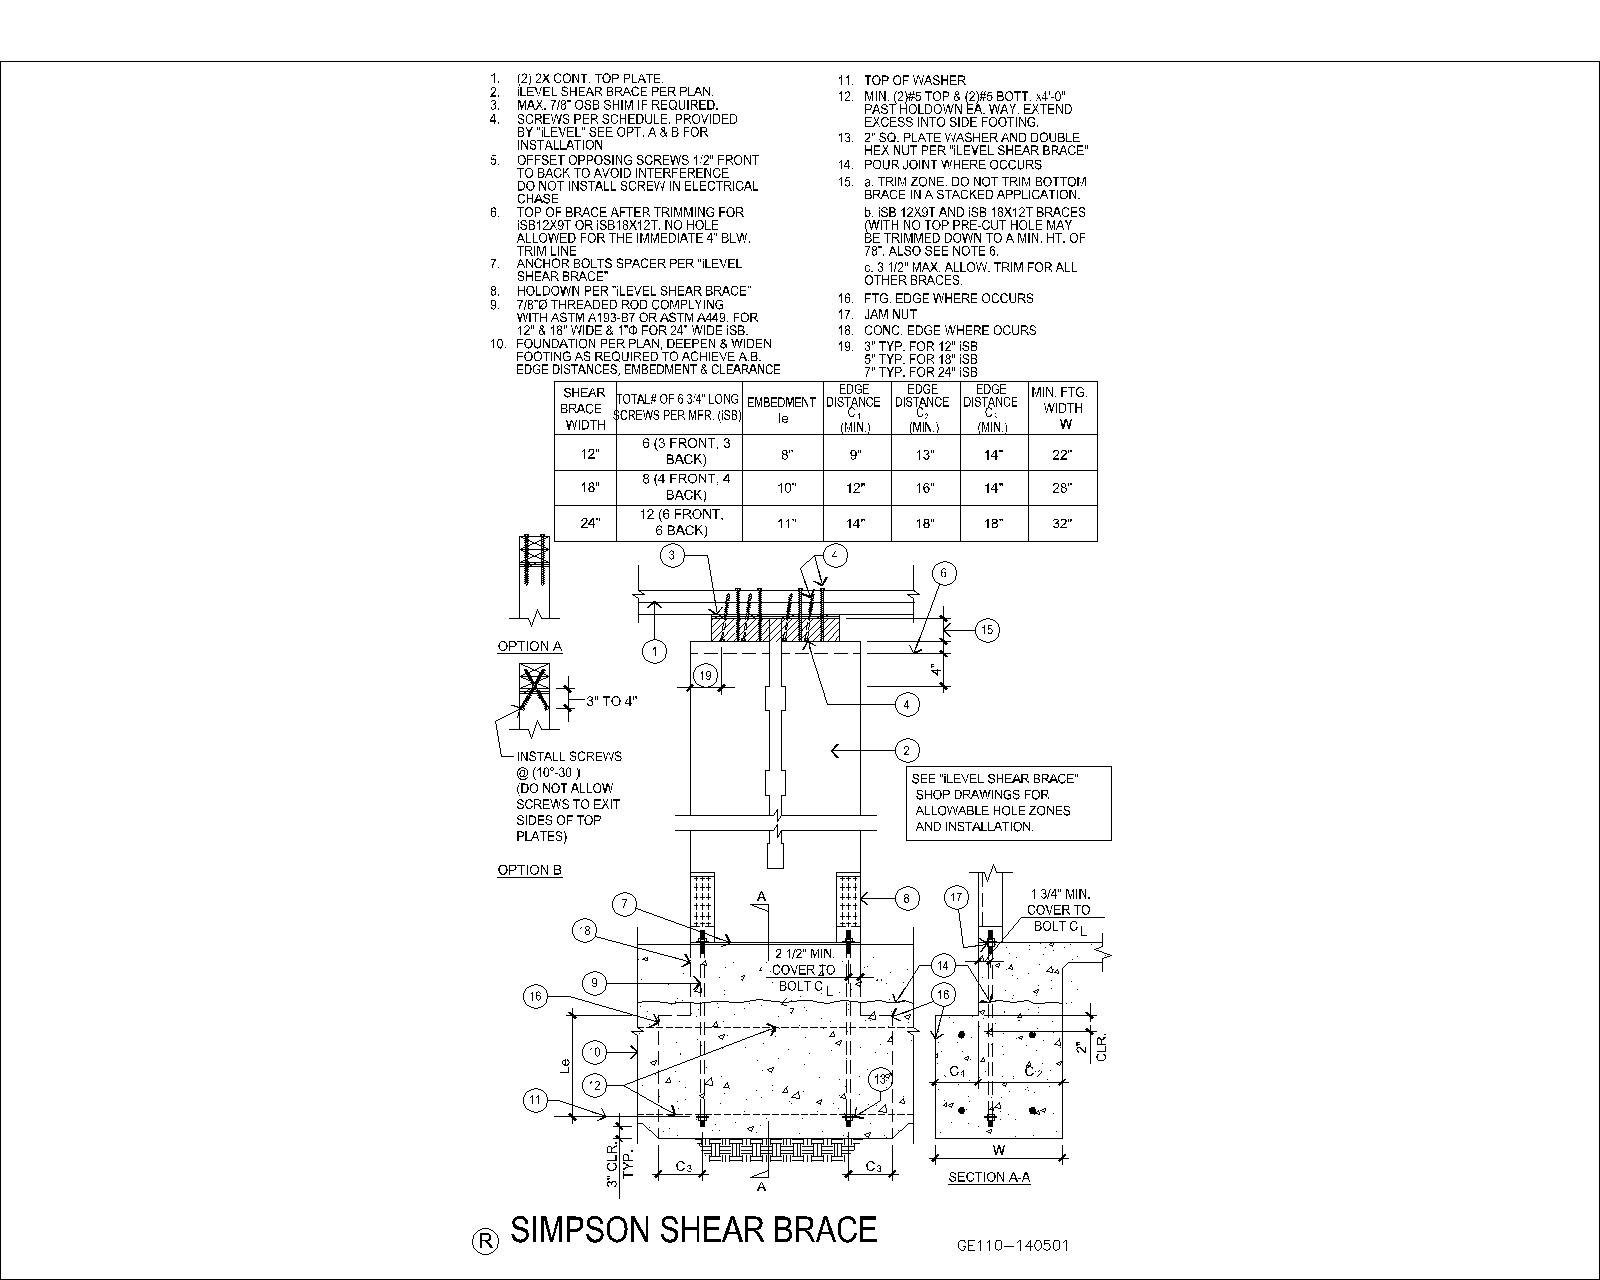 1. (2) 2X CONT. TOP PLATE.
2. iLEVEL SHEAR BRACE PER PLAN.
3. MAX. 7/8" OSB SHIM IF REQUIRED.
4. SCREWS PER SCHEDULE. PROVIDED
BY "iLEVEL" SEE OPT. A & B FOR
INSTALLATION
5. OFFSET OPPOSING SCREWS 1/2" FRONT
TO BACK TO AVOID INTERFERENCE
DO NOT INSTALL SCREW IN ELECTRICAL
CHASE
6. TOP OF BRACE AFTER TRIMMING FOR
iSB12X9T OR iSB18X12T. NO HOLE
ALLOWED FOR THE IMMEDIATE 4" BLW.
TRIM LINE
7. ANCHOR BOLTS SPACER PER "iLEVEL
SHEAR BRACE"
8. HOLDOWN PER "iLEVEL SHEAR BRACE"
9. 7/8"Ø THREADED ROD COMPLYING
WITH ASTM A193-B7 OR ASTM A449. FOR
12" & 18" WIDE & 1"Φ FOR 24" WIDE iSB.
10. FOUNDATION PER PLAN, DEEPEN & WIDEN
FOOTING AS REQUIRED TO ACHIEVE A.B.
EDGE DISTANCES, EMBEDMENT & CLEARANCE
11. TOP OF WASHER
12. MIN. (2)#5 TOP & (2)#5 BOTT. x4'-0"
PAST HOLDOWN EA. WAY. EXTEND
EXCESS INTO SIDE FOOTING.
13. 2" SQ. PLATE WASHER AND DOUBLE
HEX NUT PER "iLEVEL SHEAR BRACE"
14. POUR JOINT WHERE OCCURS
15. a. TRIM ZONE. DO NOT TRIM BOTTOM
BRACE IN A STACKED APPLICATION.
b. iSB 12X9T AND iSB 18X12T BRACES
(WITH NO TOP PRE-CUT HOLE MAY
BE TRIMMED DOWN TO A MIN. HT. OF
78". ALSO SEE NOTE 6.
c. 3 1/2" MAX. ALLOW. TRIM FOR ALL
OTHER BRACES.
16. FTG. EDGE WHERE OCCURS
17. JAM NUT
18. CONC. EDGE WHERE OCURS
19. 3" TYP. FOR 12" iSB
5" TYP. FOR 18" iSB
7" TYP. FOR 24" iSB
SHEAR BRACE WIDTH | TOTAL# OF 6 3/4" LONG SCREWS PER MFR. (iSB) | EMBEDMENT le | EDGE DISTANCE C1 (MIN.) | EDGE DISTANCE C2 (MIN.) | EDGE DISTANCE C3 (MIN.) | MIN. FTG. WIDTH W
12" | 6 (3 FRONT, 3 BACK) | 8" | 9" | 13" | 14" | 22"
18" | 8 (4 FRONT, 4 BACK) | 10" | 12" | 16" | 14" | 28"
24" | 12 (6 FRONT, 6 BACK) | 11" | 14" | 18" | 18" | 32"
3
4
6
15
1
19
4"
4
2
OPTION A
3" TO 4"
INSTALL SCREWS
@ (10°-30 )
(DO NOT ALLOW
SCREWS TO EXIT
SIDES OF TOP
PLATES)
OPTION B
SEE "iLEVEL SHEAR BRACE"
SHOP DRAWINGS FOR
ALLOWABLE HOLE ZONES
AND INSTALLATION.
7
A
8
17
1 3/4" MIN.
COVER TO
BOLT CL
18
2 1/2" MIN.
COVER TO
BOLT CL
14
9
16
16
10
Le
12
13
11
2"
CLR.
C1
C2
3" CLR.
TYP.
C3
A
C3
W
SECTION A-A
R
SIMPSON SHEAR BRACE
GE110-140501